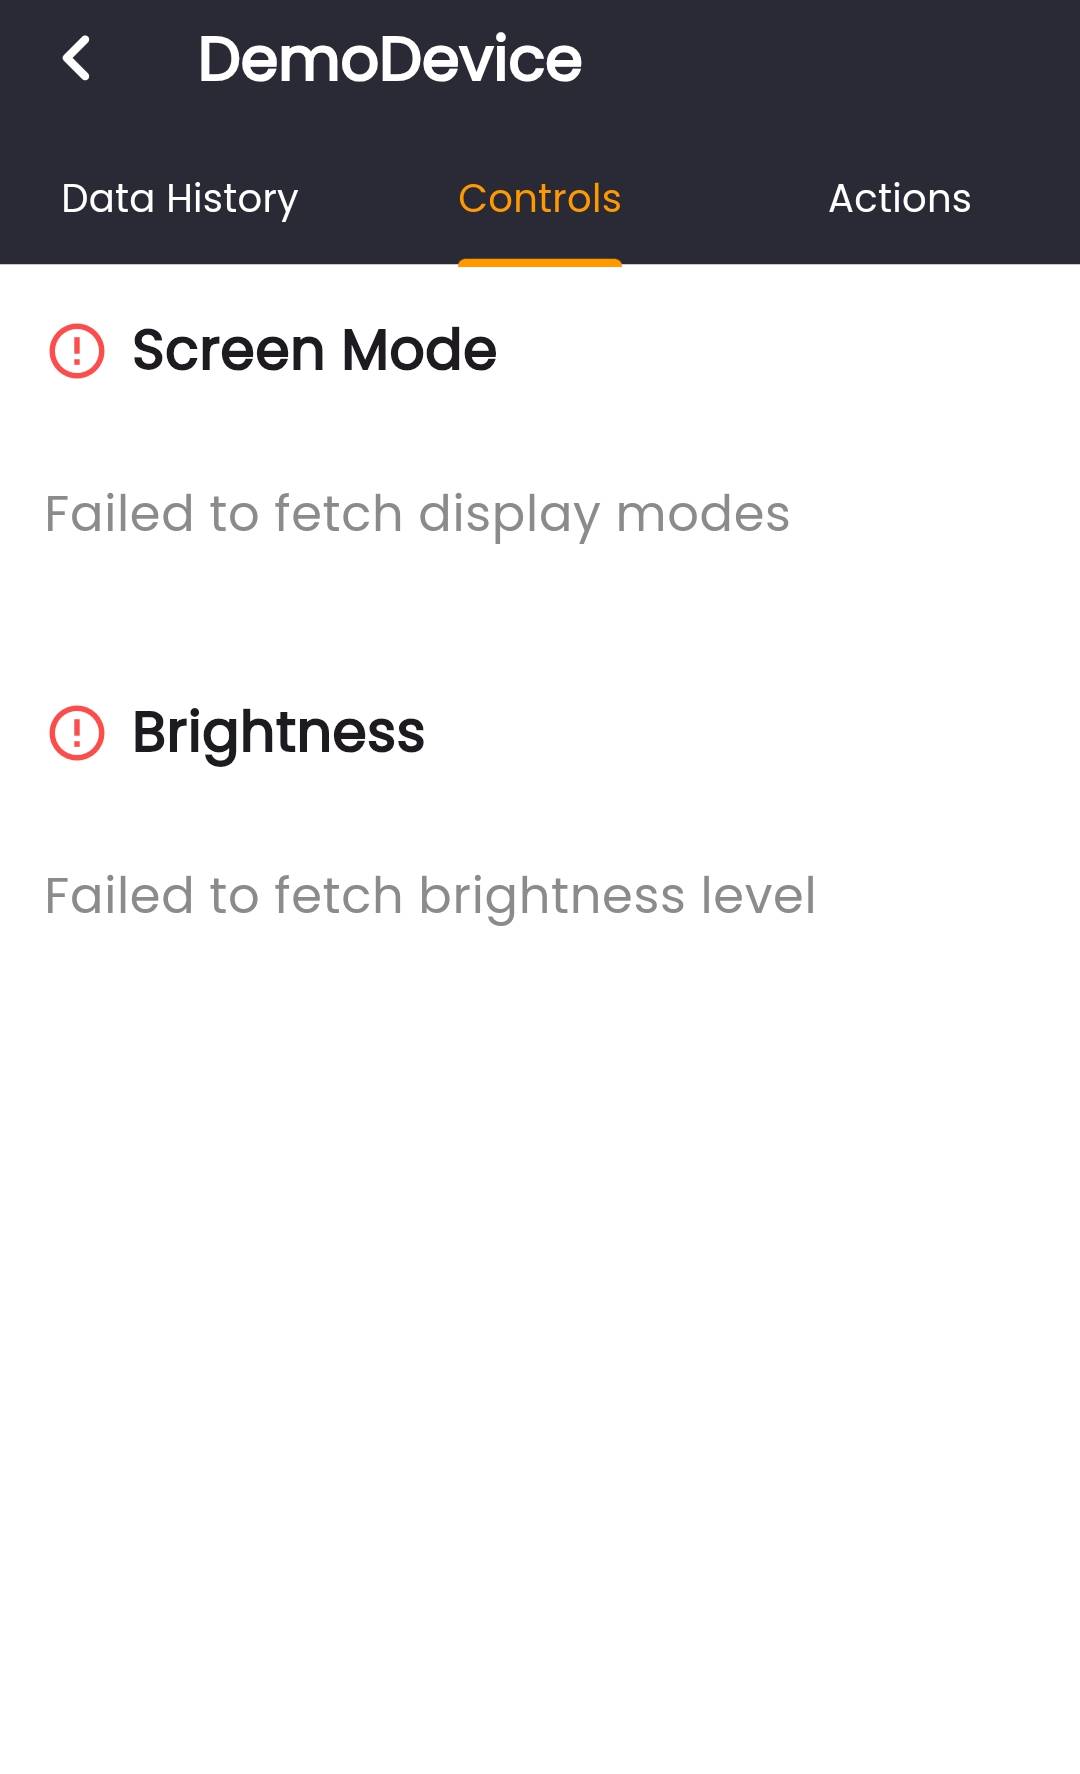 DemoDevice
Data History Controls Actions
Screen Mode
Failed to fetch display modes
Brightness
Failed to fetch brightness level